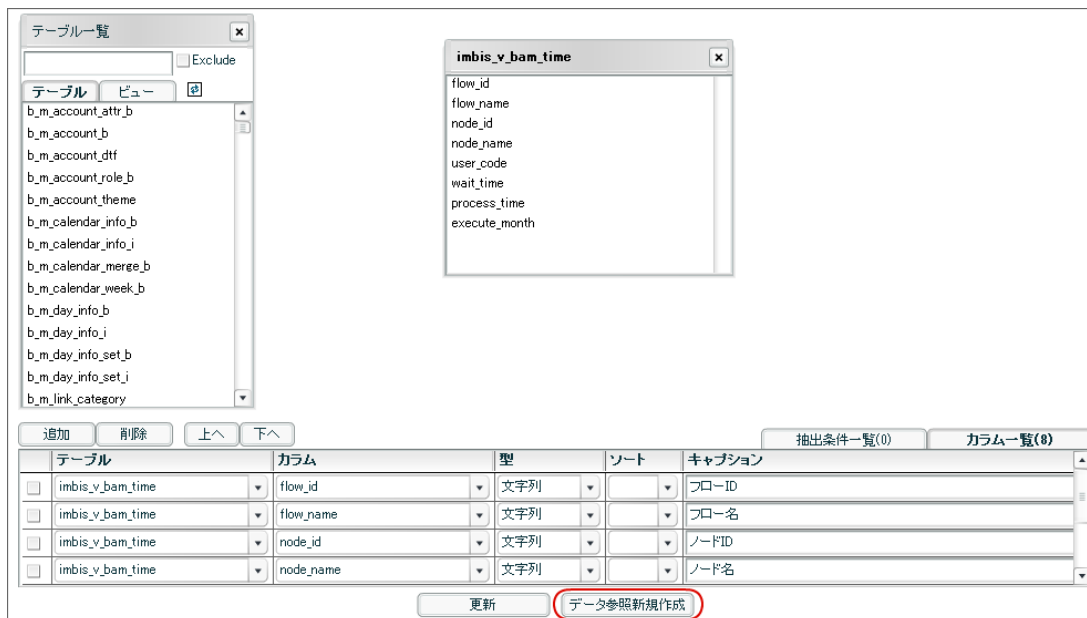 テーブル一覧
Exclude
テーブル ビュー
b_m_account_attr_b
b_m_account_b
b_m_account_dtf
b_m_account_role_b
b_m_account_theme
b_m_calendar_info_b
b_m_calendar_info_i
b_m_calendar_merge_b
b_m_calendar_week_b
b_m_day_info_b
b_m_day_info_i
b_m_day_info_set_b
b_m_day_info_set_i
b_m_link_category
imbis_v_bam_time
flow_id
flow_name
node_id
node_name
user_code
wait_time
process_time
execute_month
追加 削除 上へ 下へ 抽出条件一覧(0) カラム一覧(8)
テーブル カラム 型 ソート キャプション
imbis_v_bam_time flow_id 文字列 フローID
imbis_v_bam_time flow_name 文字列 フロー名
imbis_v_bam_time node_id 文字列 ノードID
imbis_v_bam_time node_name 文字列 ノード名
更新 データ参照新規作成